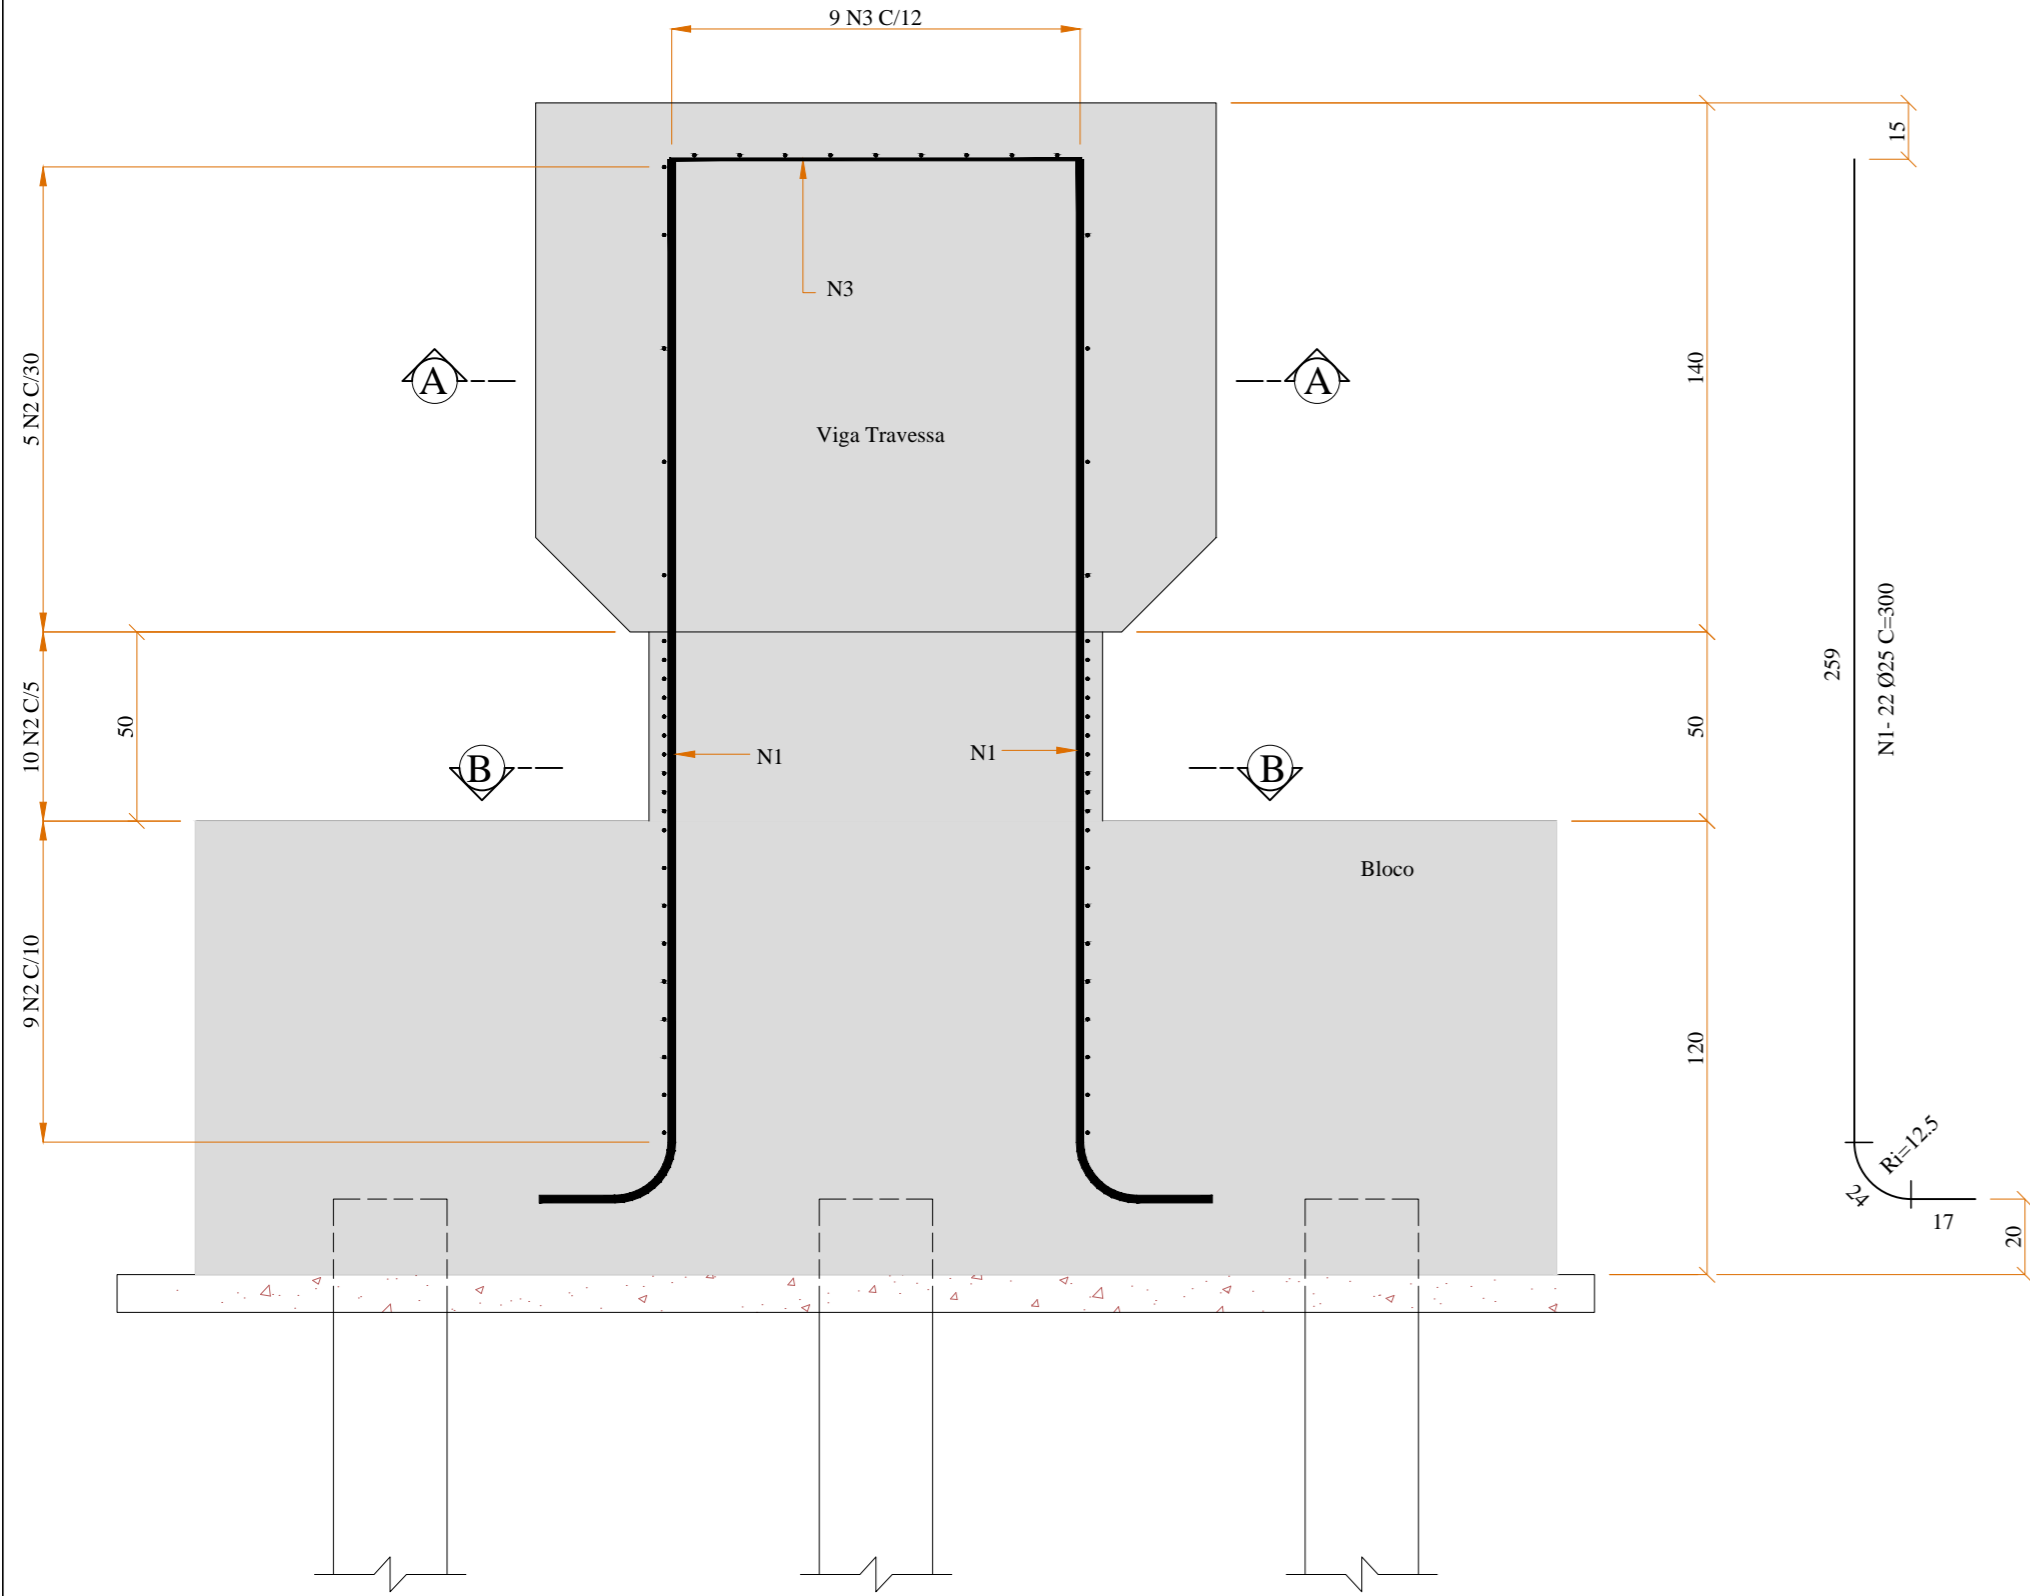 9 N3 C/12
15
N3
5 N2 C/30
A
A
140
Viga Travessa
N1- 22 Ø25 C=300
259
10 N2 C/5
50
50
N1
N1
B
B
Bloco
9 N2 C/10
120
Ri=12.5
24
17
20